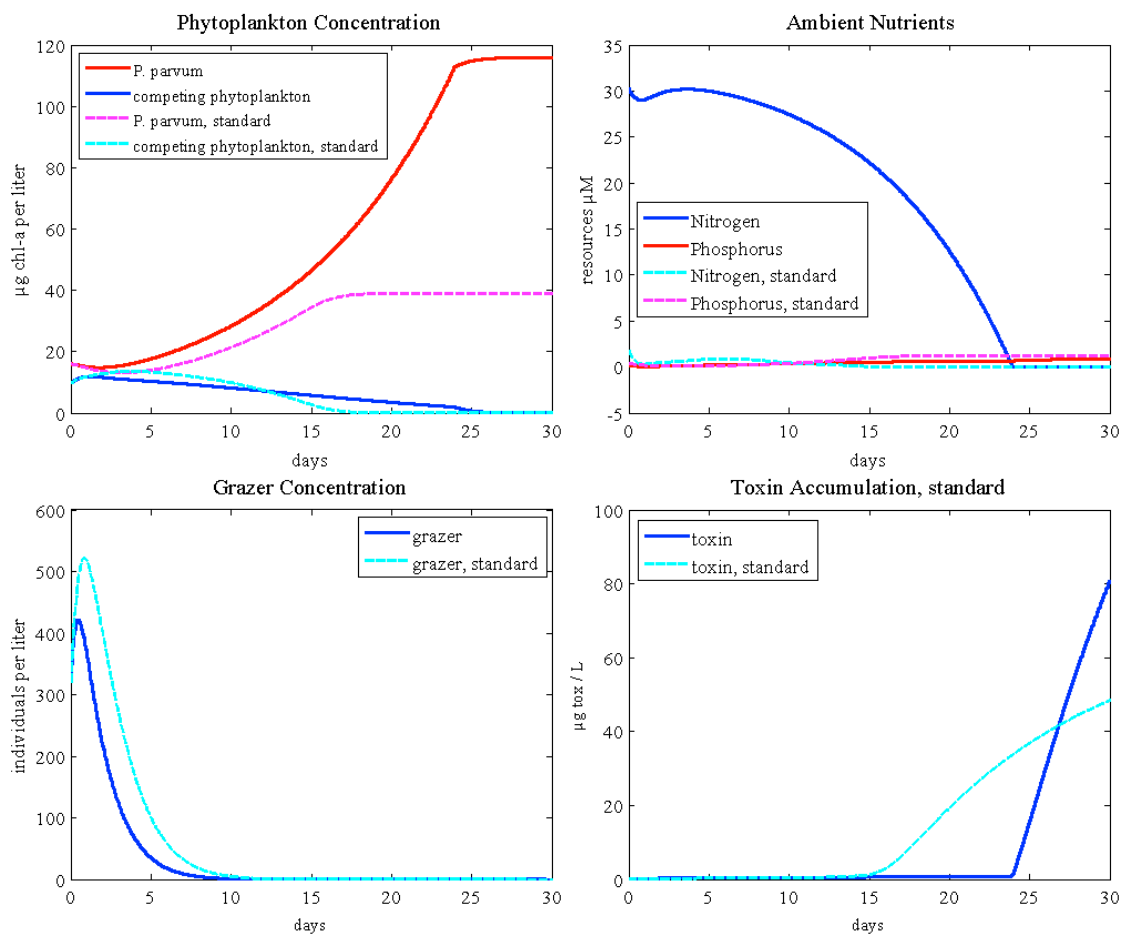 Phytoplankton Concentration
120
100
80
60
40
20
0
µg chl-a per liter
P. parvum
competing phytoplankton
P. parvum, standard
competing phytoplankton, standard
0 5 10 15 20 25 30
days
Ambient Nutrients
35
30
25
20
15
10
5
0
-5
resources µM
Nitrogen
Phosphorus
Nitrogen, standard
Phosphorus, standard
0 5 10 15 20 25 30
days
Grazer Concentration
600
500
400
300
200
100
0
individuals per liter
grazer
grazer, standard
0 5 10 15 20 25 30
days
Toxin Accumulation, standard
100
80
60
40
20
0
µg tox / L
toxin
toxin, standard
0 5 10 15 20 25 30
days